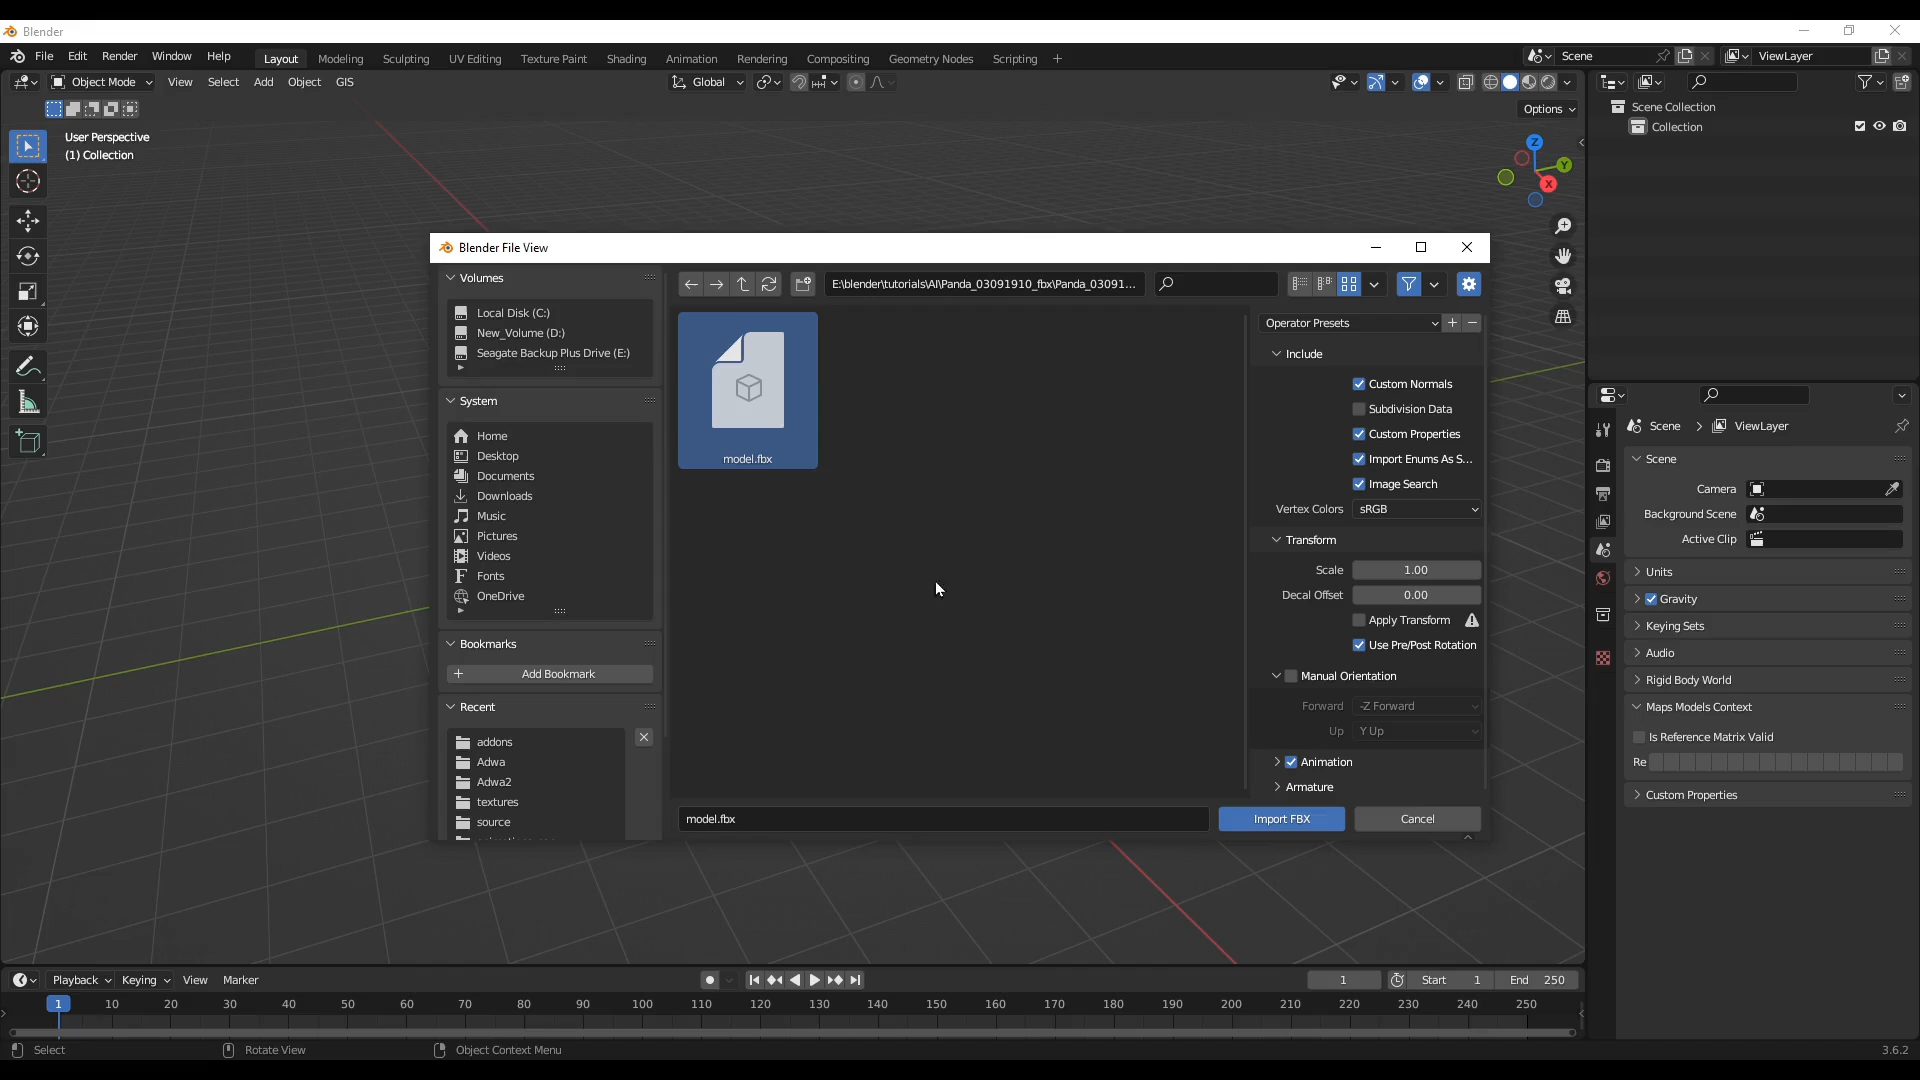 Blender
File Edit Render Window Help Layout Modeling Sculpting UV Editing Texture Paint Shading Animation Rendering Compositing Geometry Nodes Scripting + Scene ViewLayer
Object Mode View Select Add Object GIS Global
Options
User Perspective
(1) Collection
Z
Y
X
Scene Collection
Collection
Blender File View
Volumes
Local Disk (C:)
New_Volume (D:)
Seagate Backup Plus Drive (E:)
System
Home
Desktop
Documents
Downloads
Music
Pictures
Videos
Fonts
OneDrive
Bookmarks
Add Bookmark
Recent
addons
Adwa
Adwa2
textures
source
E:\blender\tutorials\AI\Panda_03091910_fbx\Panda_03091...
model.fbx
Operator Presets
Include
Custom Normals
Subdivision Data
Custom Properties
Import Enums As S...
Image Search
Vertex Colors sRGB
Transform
Scale 1.00
Decal Offset 0.00
Apply Transform
Use Pre/Post Rotation
Manual Orientation
Forward -Z Forward
Up Y Up
Animation
Armature
model.fbx
Import FBX
Cancel
Scene > ViewLayer
Scene
Camera
Background Scene
Active Clip
Units
Gravity
Keying Sets
Audio
Rigid Body World
Maps Models Context
Is Reference Matrix Valid
Re
Custom Properties
Playback Keying View Marker 1 Start 1 End 250
1 10 20 30 40 50 60 70 80 90 100 110 120 130 140 150 160 170 180 190 200 210 220 230 240 250
Select Rotate View Object Context Menu 3.6.2